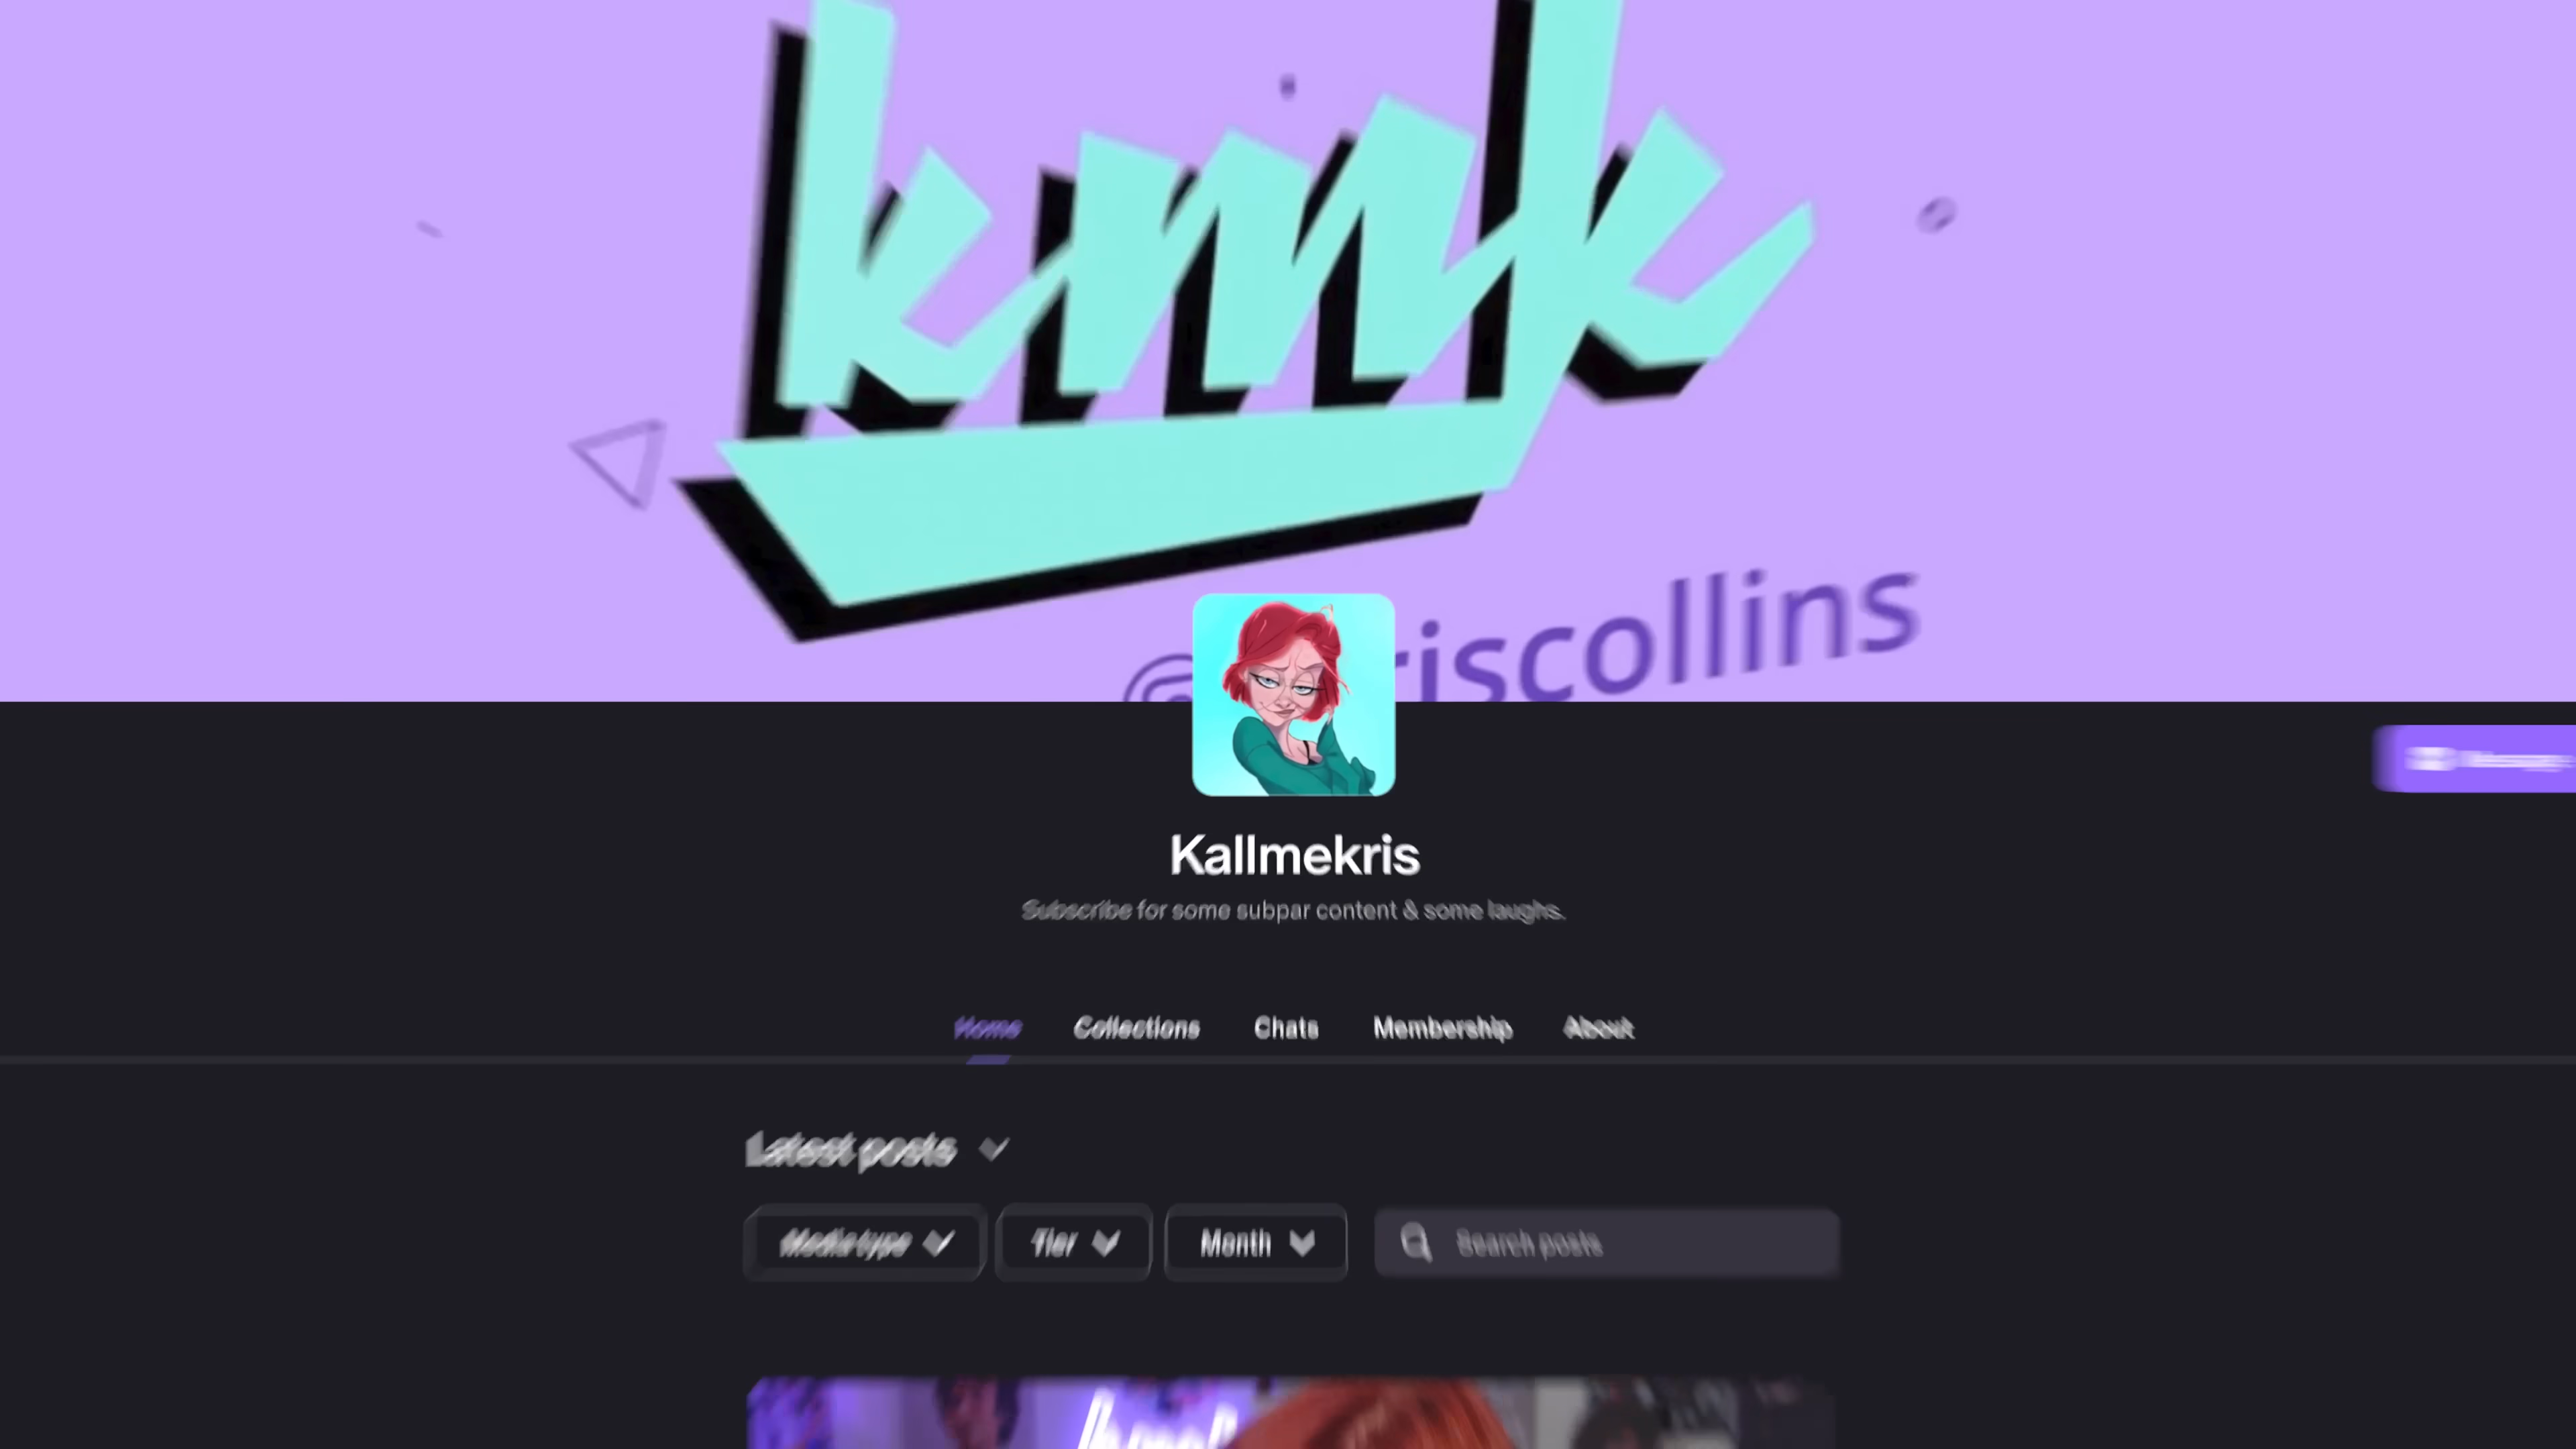 kmk
@kriscollins
Kallmekris
Subscribe for some subpar content & some laughs.
Home Collections Chats Membership About
Latest posts
Media type Tier Month Search posts